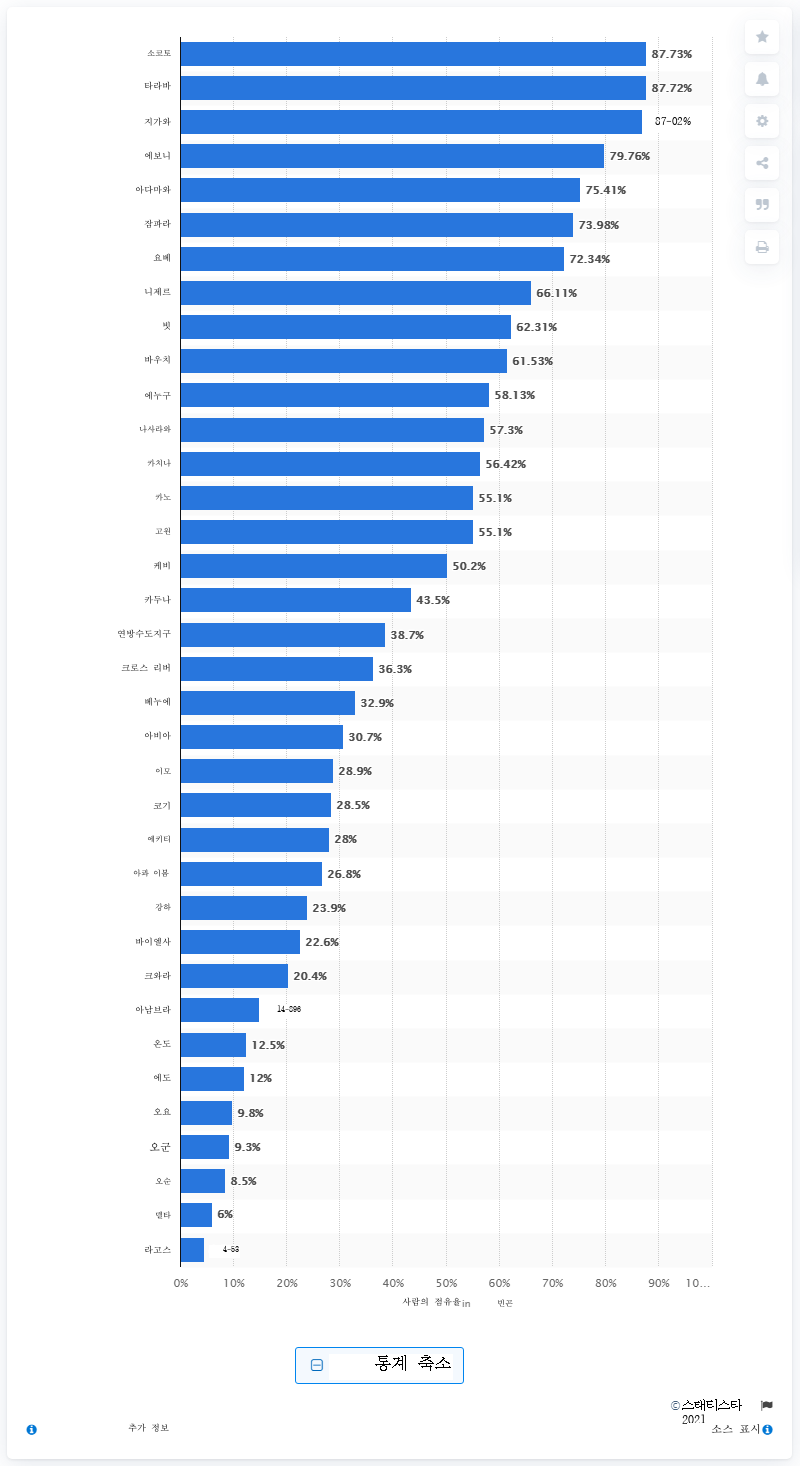 소코토 87.73%
타라바 87.72%
지가와 87-02%
에보니 79.76%
아다마와 75.41%
잠파라 73.98%
요베 72.34%
니제르 66.11%
빗 62.31%
바우치 61.53%
에누구 58.13%
나사라와 57.3%
카치나 56.42%
카노 55.1%
고원 55.1%
케비 50.2%
카두나 43.5%
연방수도지구 38.7%
크로스 리버 36.3%
베누에 32.9%
아비아 30.7%
이모 28.9%
코기 28.5%
에키티 28%
아콰 이봄 26.8%
강하 23.9%
바이엘사 22.6%
크와라 20.4%
아남브라 14-896
온도 12.5%
에도 12%
오요 9.8%
오군 9.3%
오순 8.5%
델타 6%
라고스 4-53
0% 10% 20% 30% 40% 50% 60% 70% 80% 90% 10...
사람의 점유율in 빈곤
통계 축소
©스태티스타
2021
추가 정보 소스 표시